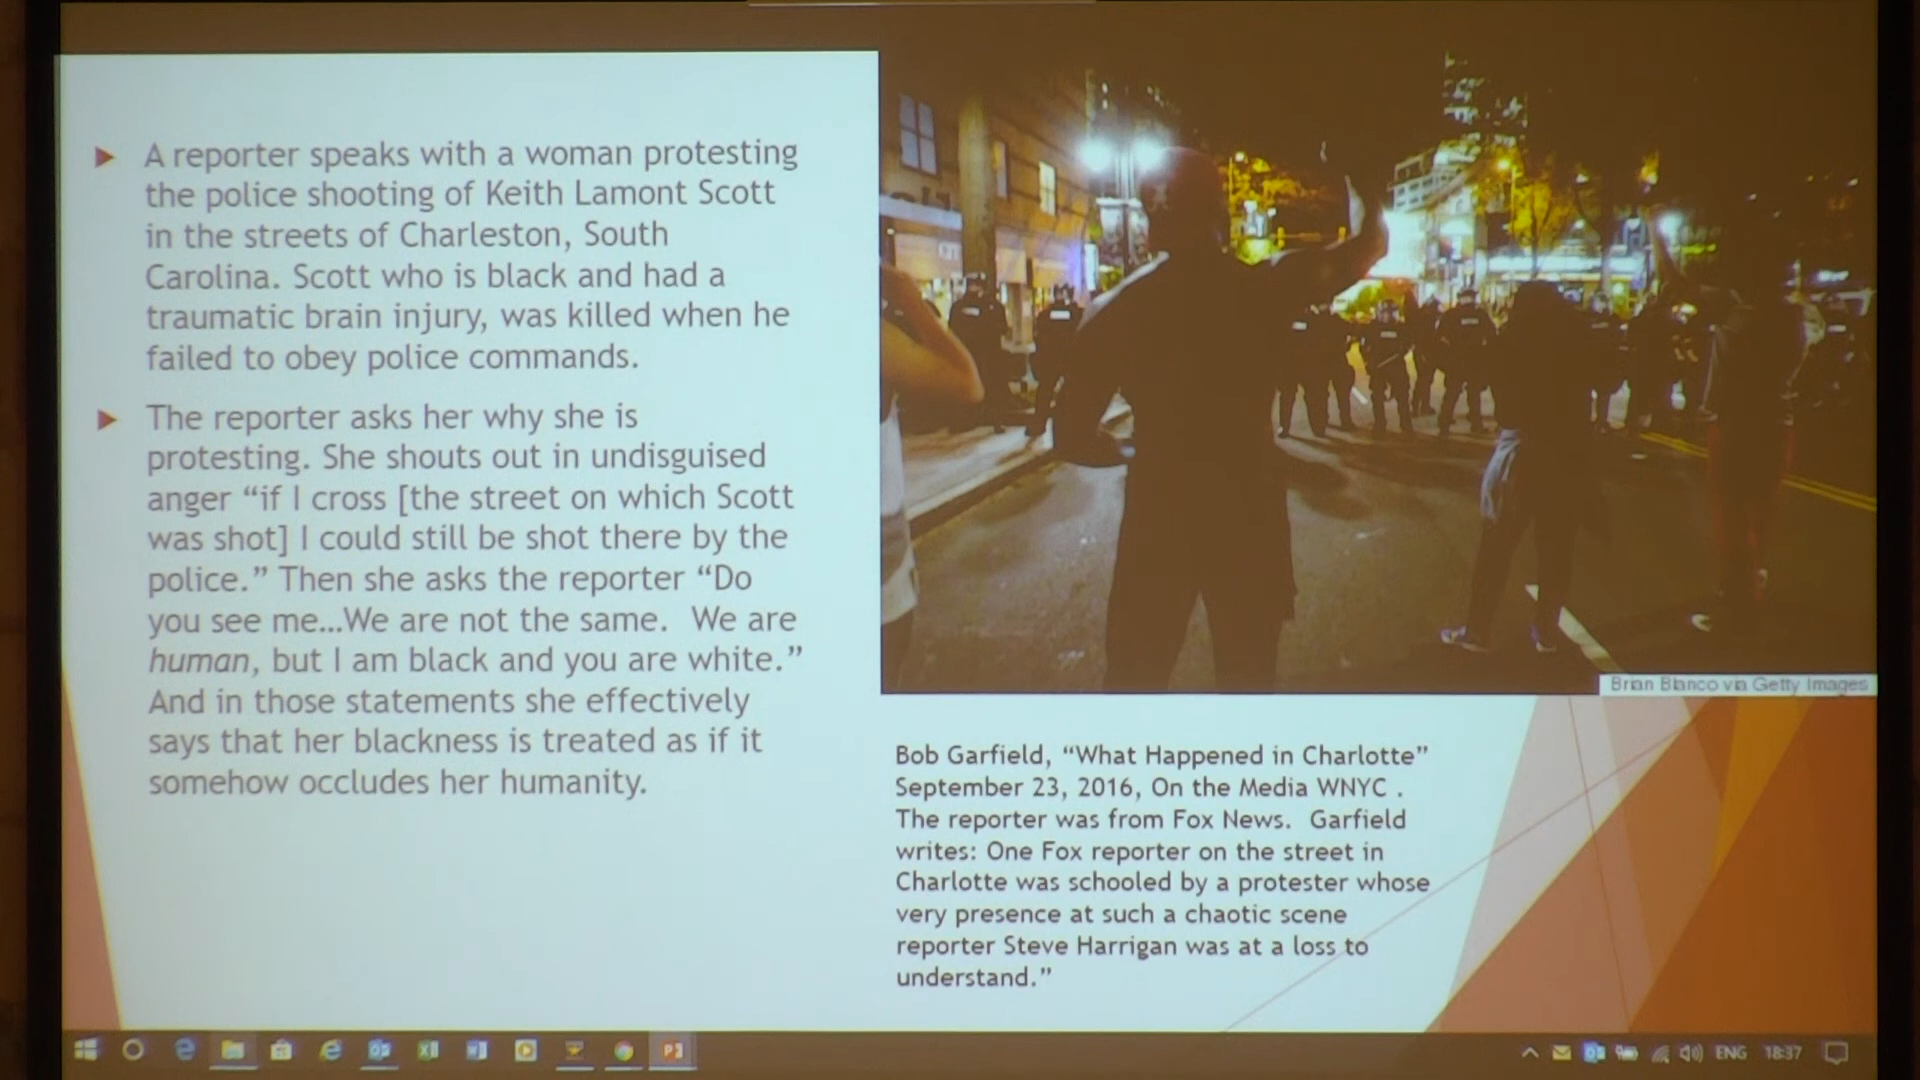 A reporter speaks with a woman protesting
the police shooting of Keith Lamont Scott
in the streets of Charleston, South
Carolina. Scott who is black and had a
traumatic brain injury, was killed when he
failed to obey police commands.
The reporter asks her why she is
protesting. She shouts out in undisguised
anger “if I cross [the street on which Scott
was shot] I could still be shot there by the
police.” Then she asks the reporter “Do
you see me…We are not the same. We are
human, but I am black and you are white.”
And in those statements she effectively
says that her blackness is treated as if it
somehow occludes her humanity.
Brian Blanco via Getty Images
Bob Garfield, “What Happened in Charlotte”
September 23, 2016, On the Media WNYC .
The reporter was from Fox News. Garfield
writes: One Fox reporter on the street in
Charlotte was schooled by a protester whose
very presence at such a chaotic scene
reporter Steve Harrigan was at a loss to
understand.”
ENG 18:37